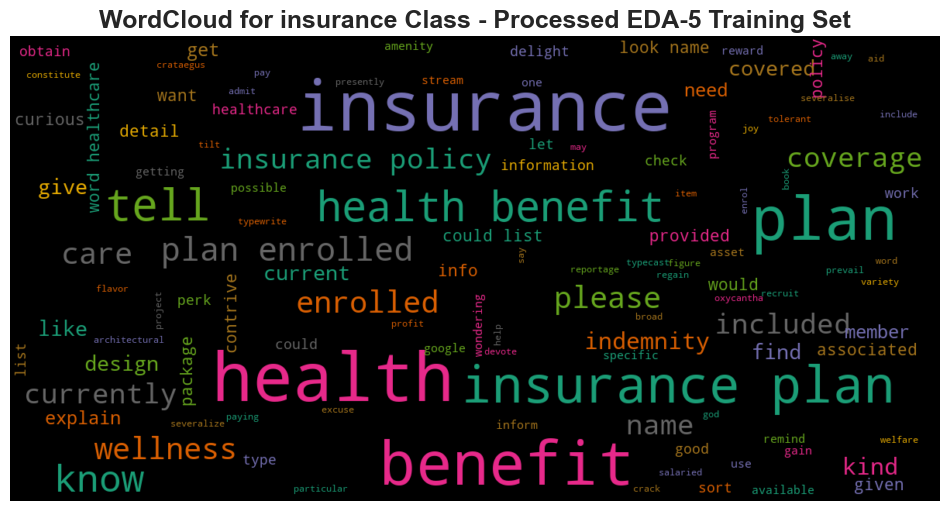 WordCloud for insurance Class - Processed EDA-5 Training Set
obtain
get
amenity
delight
look name
reward
policy
away
aid
constitute
crataegus
pay
presently
stream
one
covered
word healthcare
want
admit
healthcare
insurance
need
severalise
curious
detail
tilt
let
may
program
joy
tolerant
include
insurance policy
information
check
coverage
give
getting
possible
tell
health benefit
item
enrol
book
work
plan
typewrite
could list
provided
care
plan enrolled
say
asset
word
current
info
reportage
typecast
figure
regain
prevail
variety
flavor
project
perk
contrive
enrolled
profit
wondering
please
would
oxycantha
recruit
broad
included
member
like
architectural
could
google
help
devote
indemnity
specific
find
associated
list
design
package
health
insurance plan
currently
explain
severalize
paying
excuse
inform
god
name
remind
welfare
wellness
type
benefit
good
gain
kind
know
particular
crack
salaried
use
sort
available
given